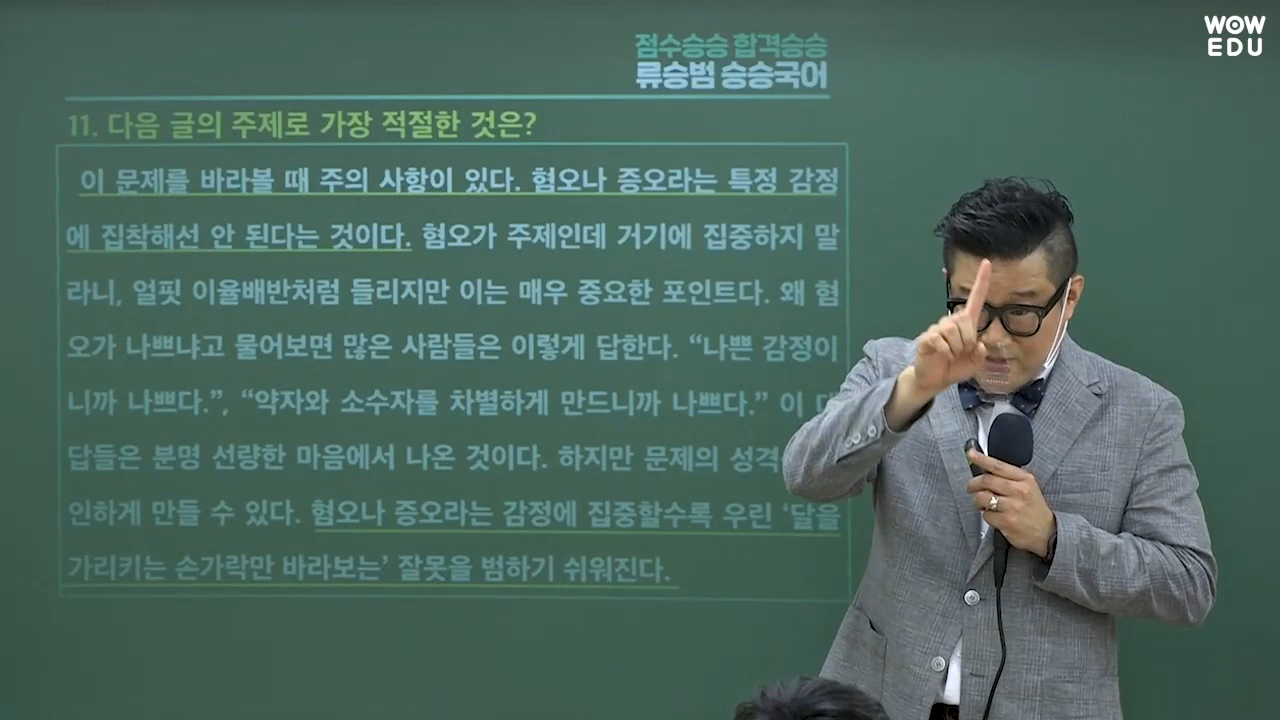 WOW
EDU
점수승승 합격승승
류승범 승승국어
11. 다음 글의 주제로 가장 적절한 것은?
이 문제를 바라볼 때 주의 사항이 있다. 혐오나 증오라는 특정 감정
에 집착해선 안 된다는 것이다. 혐오가 주제인데 거기에 집중하지 말
라니, 얼핏 이율배반처럼 들리지만 이는 매우 중요한 포인트다. 왜 혐
오가 나쁘냐고 물어보면 많은 사람들은 이렇게 답한다. “나쁜 감정이
니까 나쁘다.”, “약자와 소수자를 차별하게 만드니까 나쁘다.” 이
답들은 분명 선량한 마음에서 나온 것이다. 하지만 문제의 성격
인하게 만들 수 있다. 혐오나 증오라는 감정에 집중할수록 우린 ‘달을
가리키는 손가락만 바라보는’ 잘못을 범하기 쉬워진다.